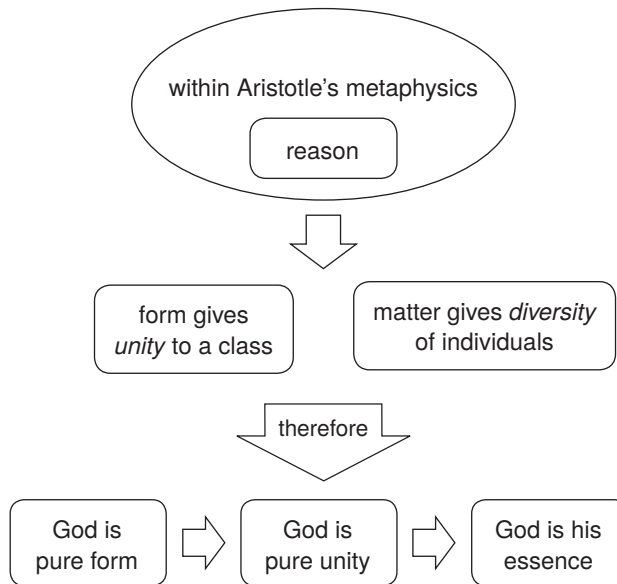 within Aristotle’s metaphysics
reason
form gives
unity to a class
matter gives diversity
of individuals
therefore
God is
pure form
God is
pure unity
God is his
essence